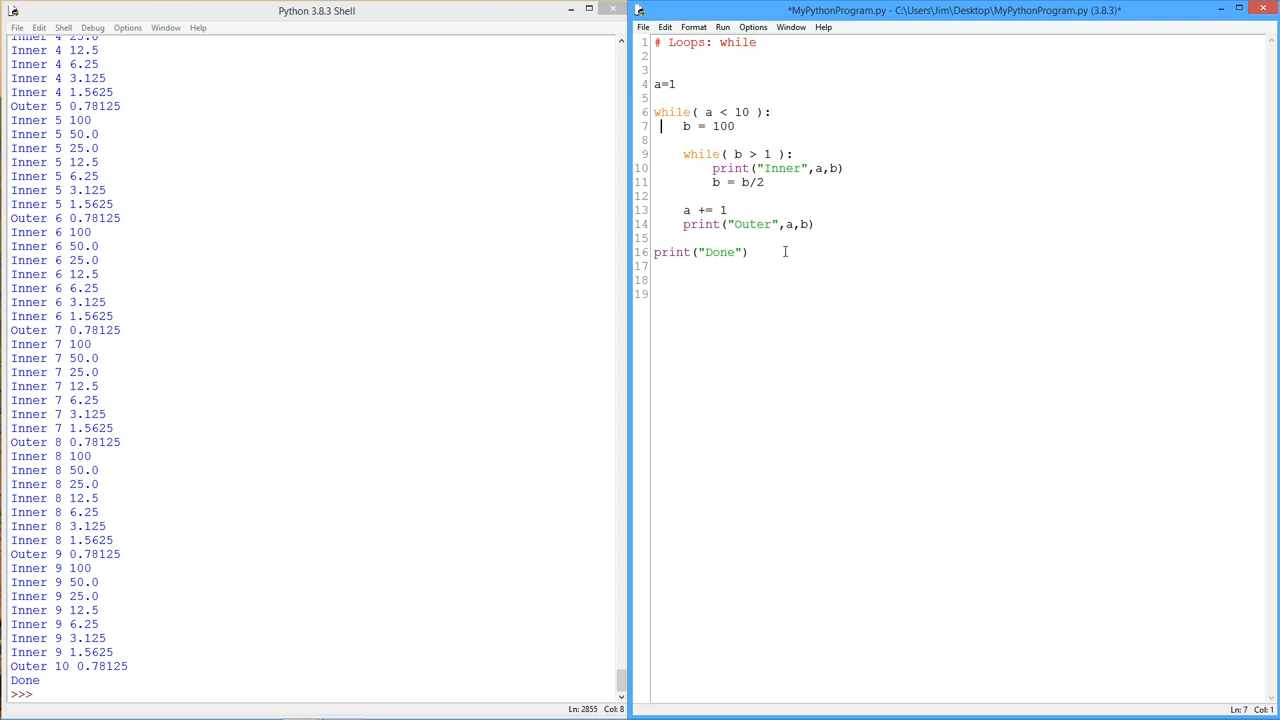 Python 3.8.3 Shell
File Edit Shell Debug Options Window Help
Inner 4 25.0
Inner 4 12.5
Inner 4 6.25
Inner 4 3.125
Inner 4 1.5625
Outer 5 0.78125
Inner 5 100
Inner 5 50.0
Inner 5 25.0
Inner 5 12.5
Inner 5 6.25
Inner 5 3.125
Inner 5 1.5625
Outer 6 0.78125
Inner 6 100
Inner 6 50.0
Inner 6 25.0
Inner 6 12.5
Inner 6 6.25
Inner 6 3.125
Inner 6 1.5625
Outer 7 0.78125
Inner 7 100
Inner 7 50.0
Inner 7 25.0
Inner 7 12.5
Inner 7 6.25
Inner 7 3.125
Inner 7 1.5625
Outer 8 0.78125
Inner 8 100
Inner 8 50.0
Inner 8 25.0
Inner 8 12.5
Inner 8 6.25
Inner 8 3.125
Inner 8 1.5625
Outer 9 0.78125
Inner 9 100
Inner 9 50.0
Inner 9 25.0
Inner 9 12.5
Inner 9 6.25
Inner 9 3.125
Inner 9 1.5625
Outer 10 0.78125
Done
>>>
Ln: 2855 Col: 8
*MyPythonProgram.py - C:\Users\Jim\Desktop\MyPythonProgram.py (3.8.3)*
File Edit Format Run Options Window Help
1 # Loops: while
2
3
4 a=1
5
6 while( a < 10 ):
7     b = 100
8
9     while( b > 1 ):
10         print("Inner",a,b)
11         b = b/2
12
13     a += 1
14     print("Outer",a,b)
15
16 print("Done")
17
18
19
Ln: 7 Col: 1